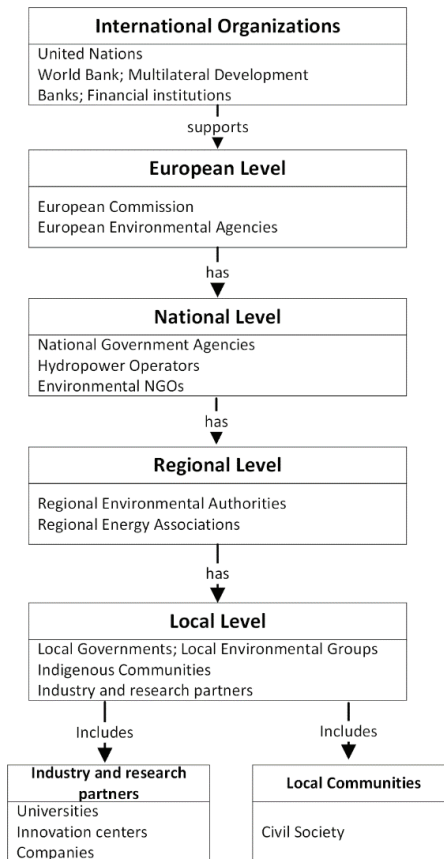 International Organizations
United Nations
World Bank; Multilateral Development
Banks; Financial institutions
supports
European Level
European Commission
European Environmental Agencies
has
National Level
National Government Agencies
Hydropower Operators
Environmental NGOs
has
Regional Level
Regional Environmental Authorities
Regional Energy Associations
has
Local Level
Local Governments; Local Environmental Groups
Indigenous Communities
Industry and research partners
Includes
Includes
Industry and research
partners
Universities
Innovation centers
Companies
Local Communities
Civil Society